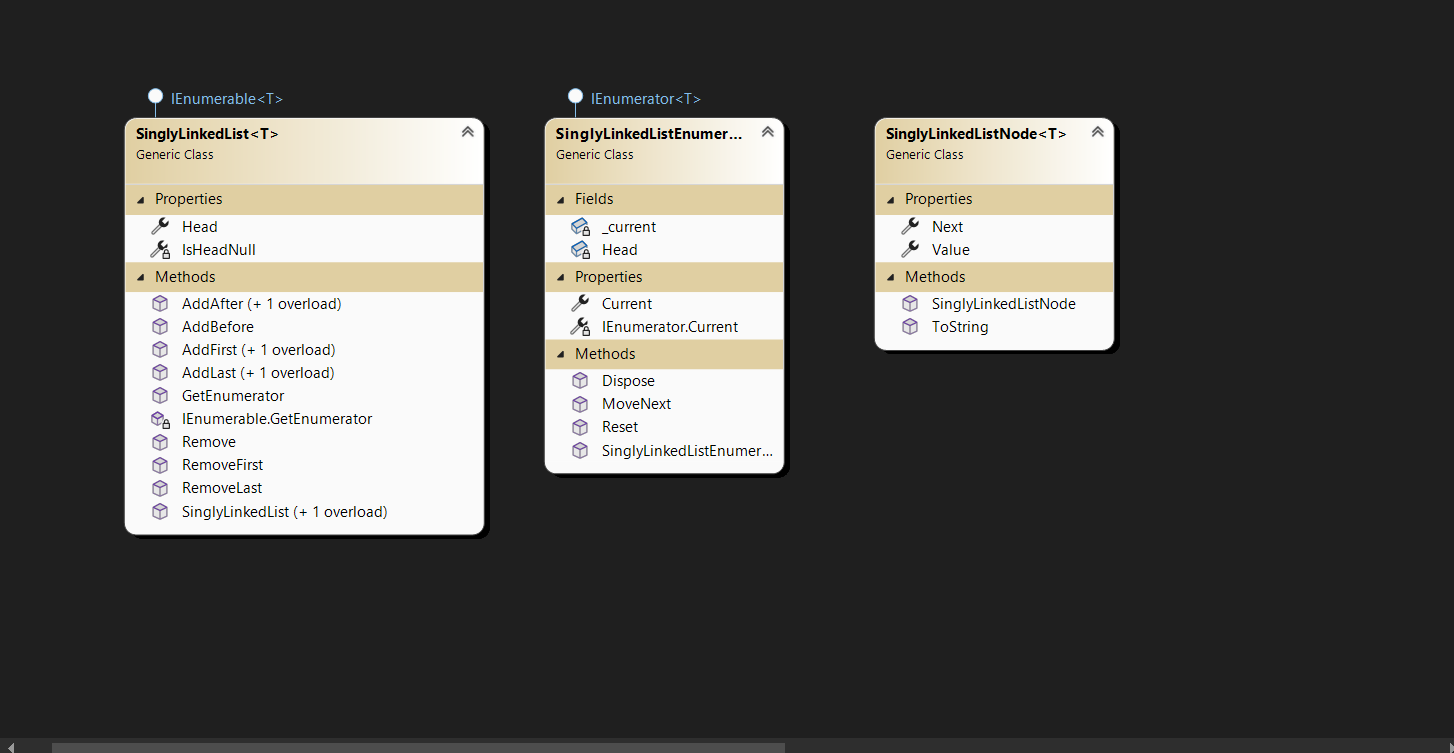 IEnumerable<T>
SinglyLinkedList<T>
Generic Class
Properties
Head
IsHeadNull
Methods
AddAfter (+ 1 overload)
AddBefore
AddFirst (+ 1 overload)
AddLast (+ 1 overload)
GetEnumerator
IEnumerable.GetEnumerator
Remove
RemoveFirst
RemoveLast
SinglyLinkedList (+ 1 overload)
IEnumerator<T>
SinglyLinkedListEnumer...
Generic Class
Fields
_current
Head
Properties
Current
IEnumerator.Current
Methods
Dispose
MoveNext
Reset
SinglyLinkedListEnumer...
SinglyLinkedListNode<T>
Generic Class
Properties
Next
Value
Methods
SinglyLinkedListNode
ToString